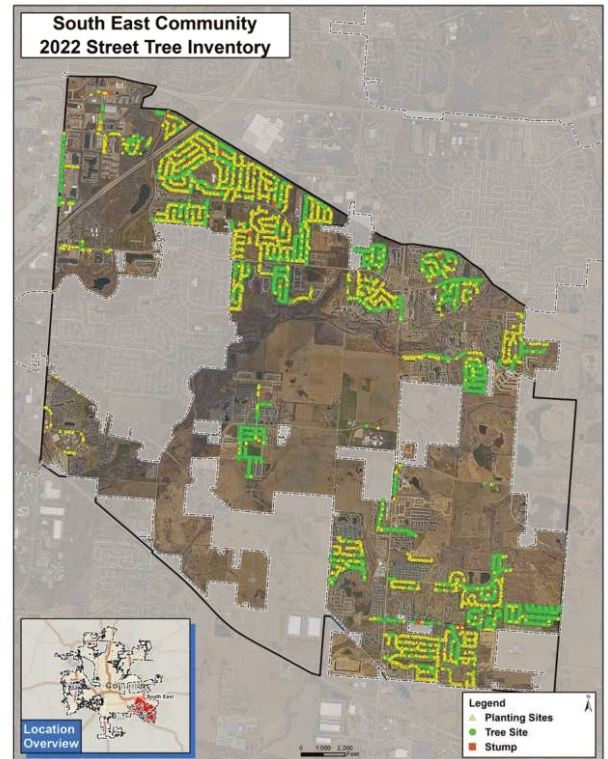 South East Community
2022 Street Tree Inventory
South East
Location
Overview
0 1,000 2,000
Feet
Legend
N
Planting Sites
Tree Site
Stump